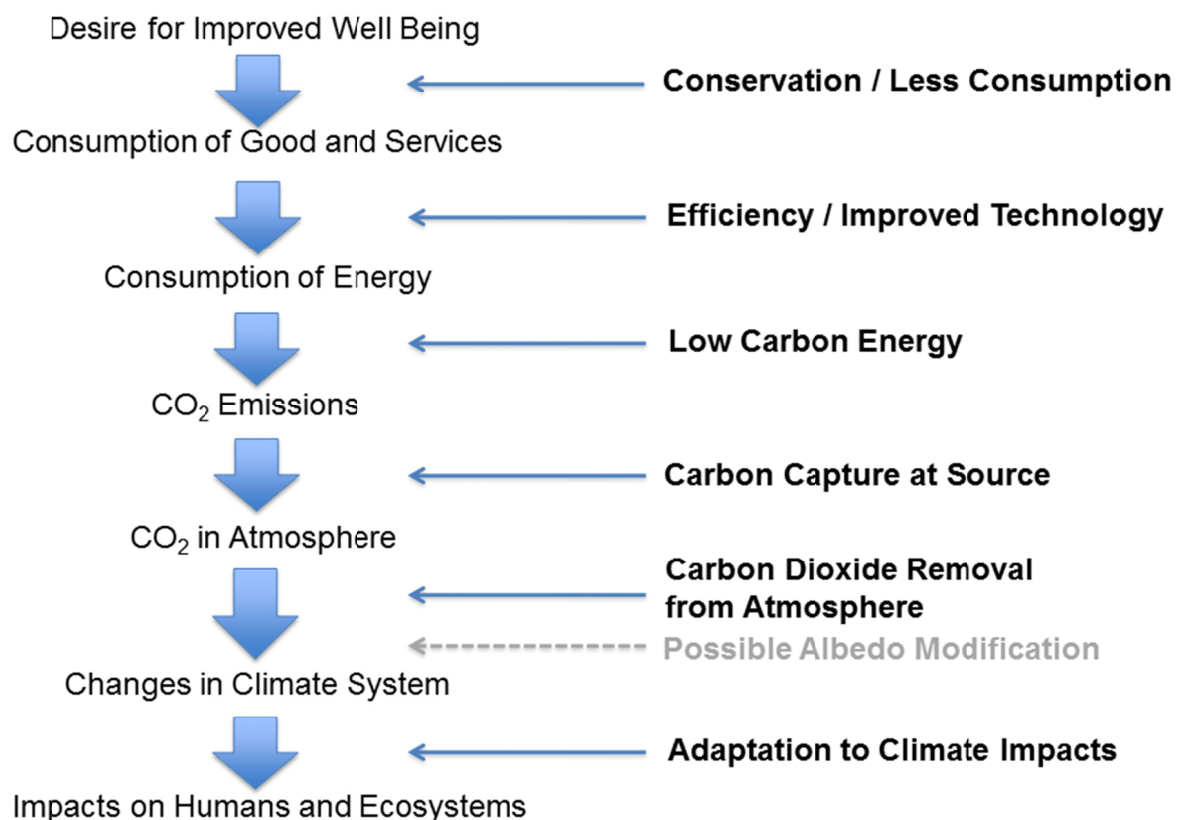 Desire for Improved Well Being
Conservation / Less Consumption
Consumption of Good and Services
Efficiency / Improved Technology
Consumption of Energy
Low Carbon Energy
CO₂ Emissions
Carbon Capture at Source
CO₂ in Atmosphere
Carbon Dioxide Removal
from Atmosphere
Possible Albedo Modification
Changes in Climate System
Adaptation to Climate Impacts
Impacts on Humans and Ecosystems